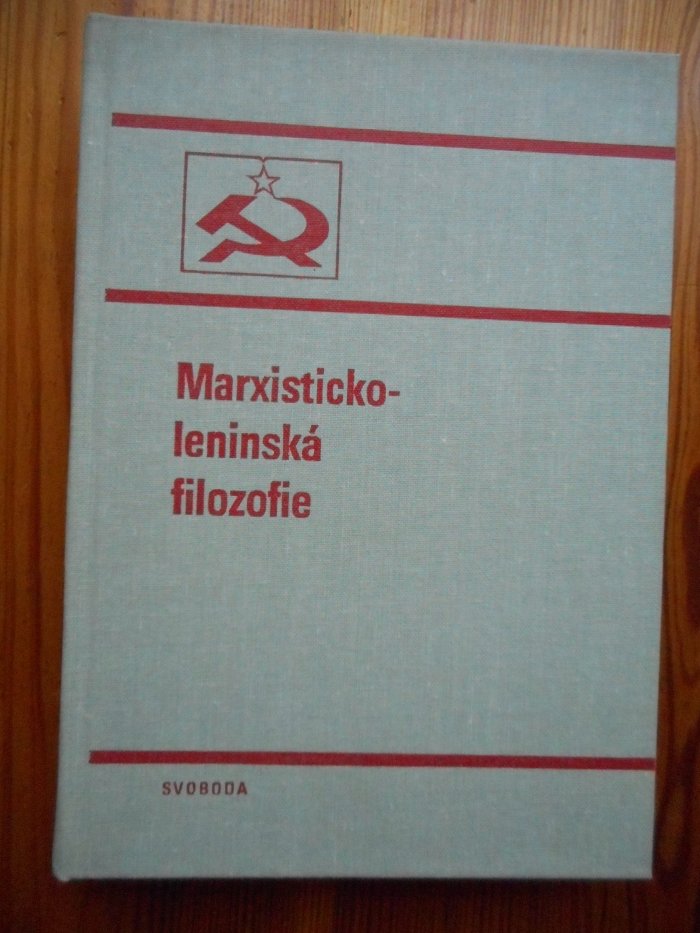 Marxisticko-
leninská
filozofie
SVOBODA